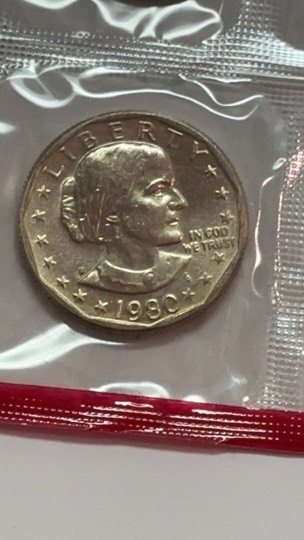 LIBERTY
IN GOD
WE TRUST
1980